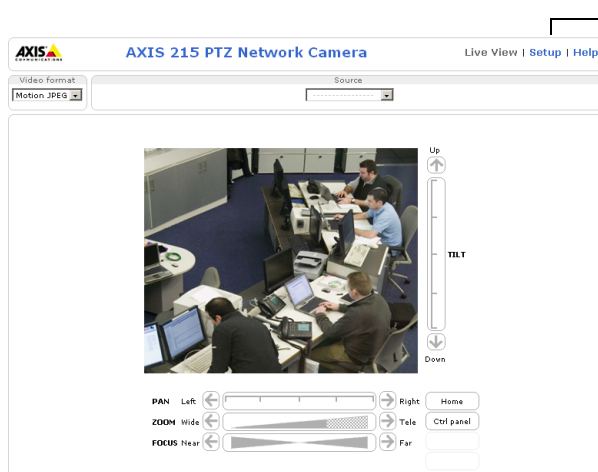 AXIS
COMMUNICATIONS
AXIS 215 PTZ Network Camera
Live View | Setup | Help
Video format
Source
Motion JPEG
----------------
Up
TILT
Down
PAN Left Right Home
ZOOM Wide Tele Ctrl panel
FOCUS Near Far